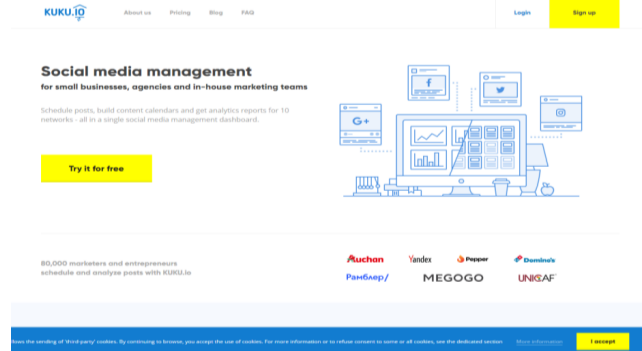 KUKU.IO
About us Pricing Blog FAQ
Login
Sign up
Social media management
for small businesses, agencies and in-house marketing teams
Schedule posts, build content calendars and get analytics reports for 10
networks - all in a single social media management dashboard.
Try it for free
G+
f
80,000 marketers and entrepreneurs
schedule and analyse posts with KUKU.io
Auchan Yandex Pepper Domino's
Рамблер/ MEGOGO UNICAF
lows the sending of 'third-party' cookies. By continuing to browse, you accept the use of cookies. For more information or to refuse consent to some or all cookies, see the dedicated section
More information
I accept